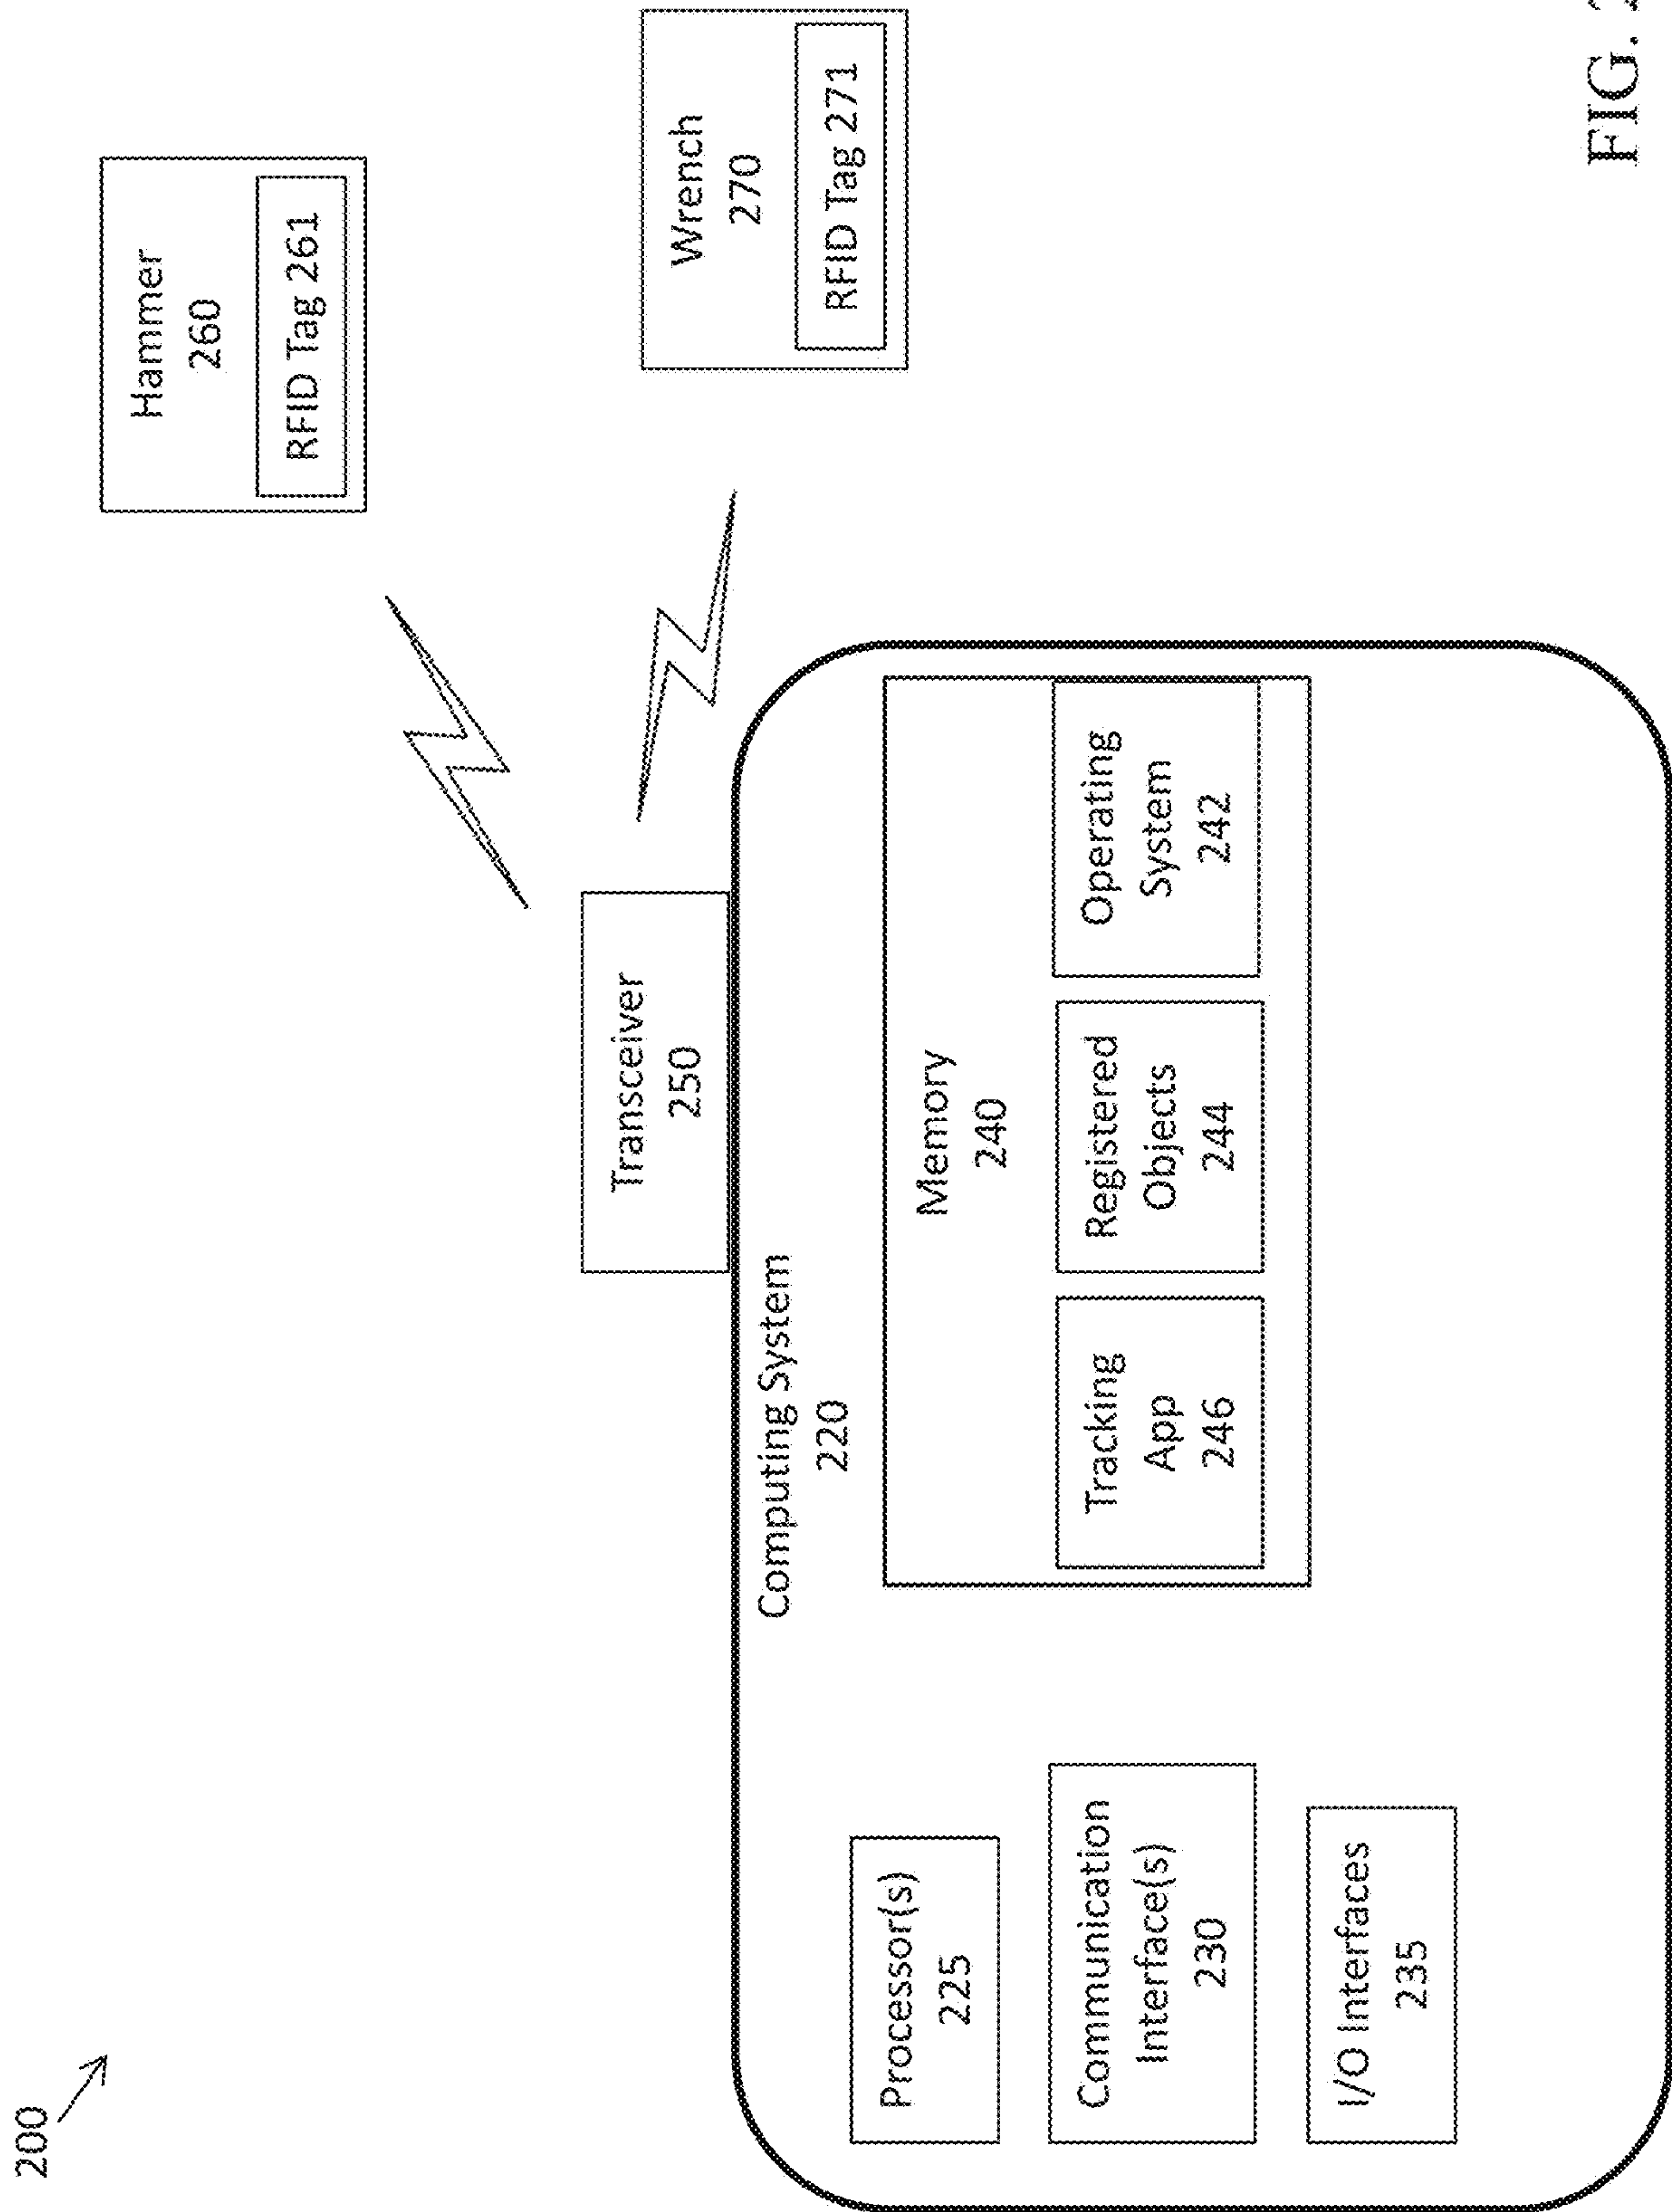 200
Hammer
260
RFID Tag 261
Wrench
270
RFID Tag 271
Transceiver
250
Computing System
220
Processor(s)
225
Communication
Interface(s)
230
I/O Interfaces
235
Memory
240
Tracking
App
246
Registered
Objects
244
Operating
System
242
FIG. 2